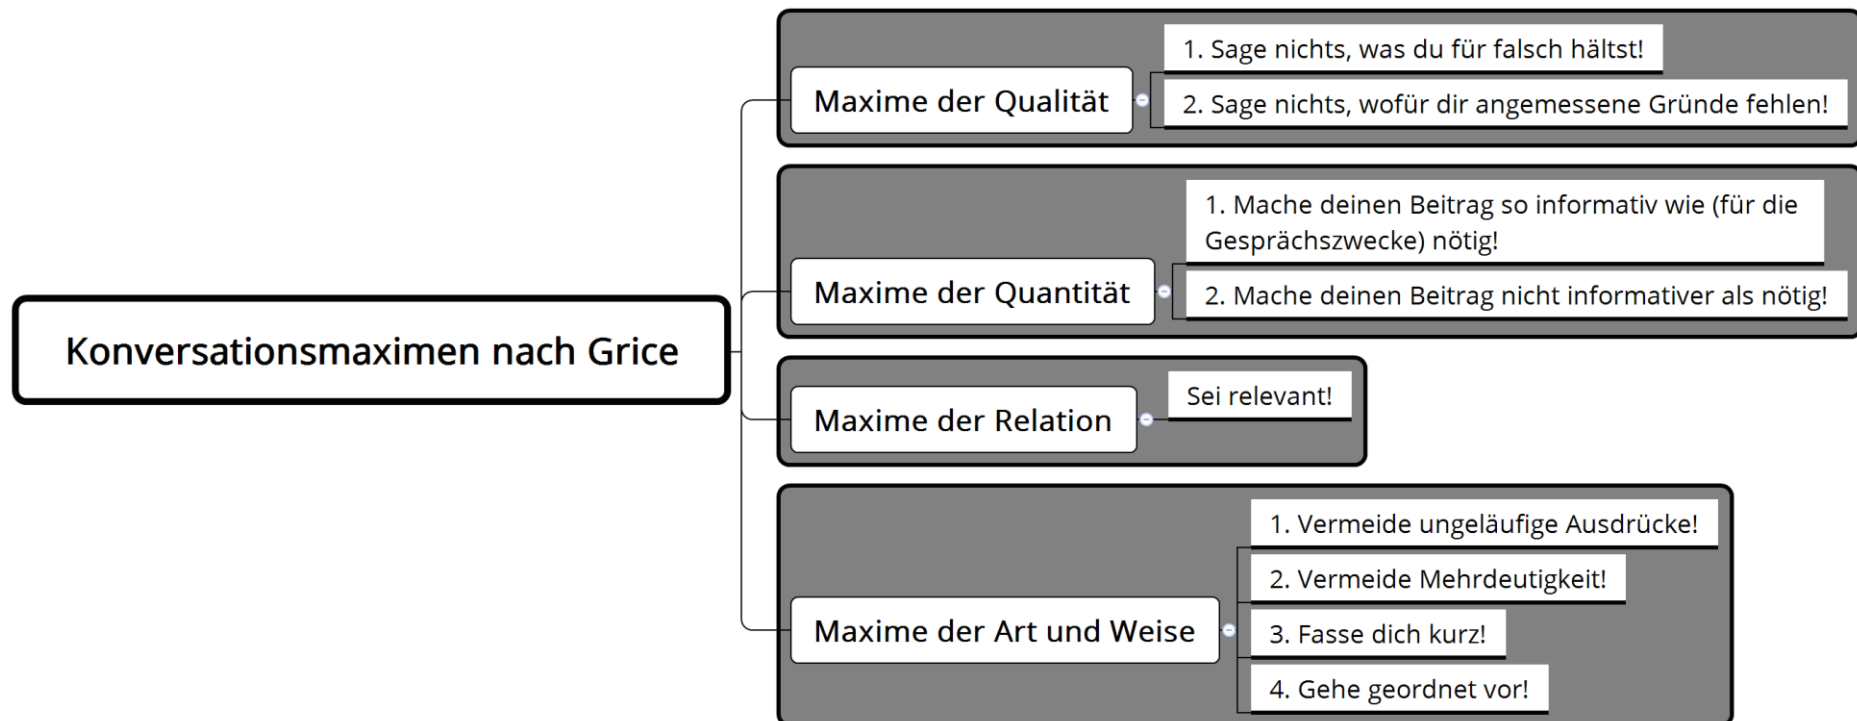 Konversationsmaximen nach Grice
Maxime der Qualität
1. Sage nichts, was du für falsch hältst!
2. Sage nichts, wofür dir angemessene Gründe fehlen!
Maxime der Quantität
1. Mache deinen Beitrag so informativ wie (für die
Gesprächszwecke) nötig!
2. Mache deinen Beitrag nicht informativer als nötig!
Maxime der Relation
Sei relevant!
Maxime der Art und Weise
1. Vermeide ungeläufige Ausdrücke!
2. Vermeide Mehrdeutigkeit!
3. Fasse dich kurz!
4. Gehe geordnet vor!